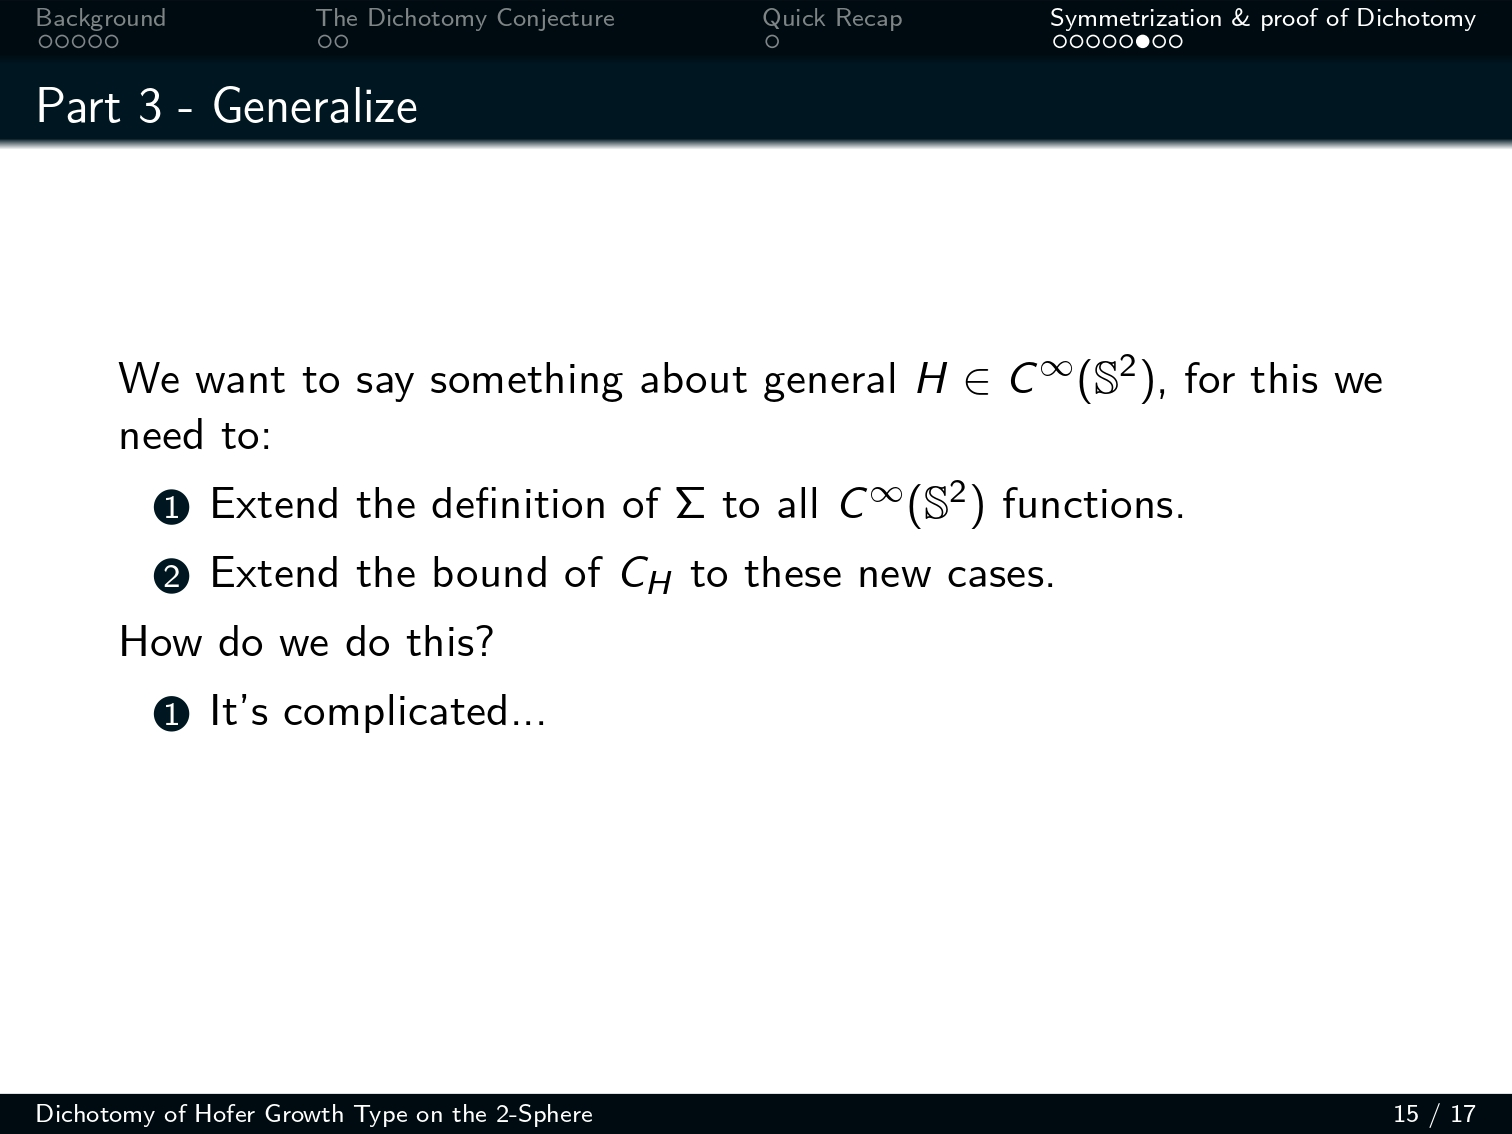 Background
The Dichotomy Conjecture
Quick Recap
Symmetrization & proof of Dichotomy
Part 3 - Generalize
We want to say something about general H ∈ C^∞(𝕊²), for this we
need to:
1 Extend the definition of Σ to all C^∞(𝕊²) functions.
2 Extend the bound of C_H to these new cases.
How do we do this?
1 It's complicated...
Dichotomy of Hofer Growth Type on the 2-Sphere
15 / 17